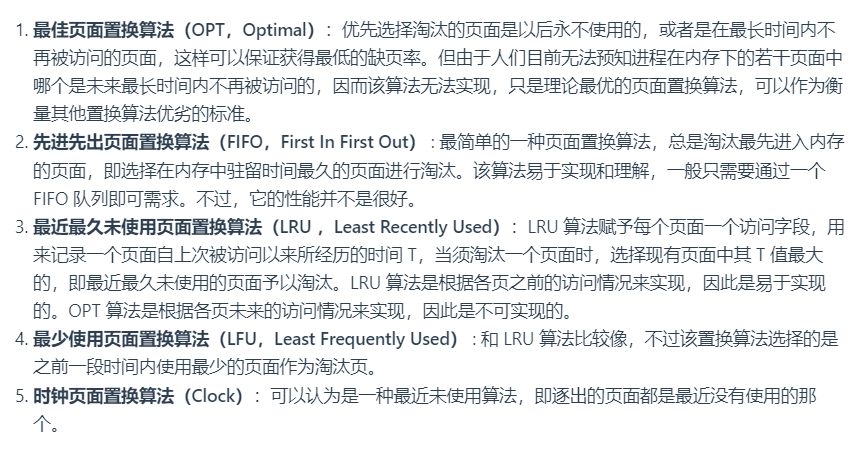 1. 最佳页面置换算法（OPT，Optimal）：优先选择淘汰的页面是以后永不使用的，或者是在最长时间内不
再被访问的页面，这样可以保证获得最低的缺页率。但由于人们目前无法预知进程在内存下的若干页面中
哪个是未来最长时间内不再被访问的，因而该算法无法实现，只是理论最优的页面置换算法，可以作为衡
量其他置换算法优劣的标准。
2. 先进先出页面置换算法（FIFO，First In First Out） : 最简单的一种页面置换算法，总是淘汰最先进入内存
的页面，即选择在内存中驻留时间最久的页面进行淘汰。该算法易于实现和理解，一般只需要通过一个
FIFO 队列即可需求。不过，它的性能并不是很好。
3. 最近最久未使用页面置换算法（LRU ，Least Recently Used）：LRU 算法赋予每个页面一个访问字段，用
来记录一个页面自上次被访问以来所经历的时间 T，当须淘汰一个页面时，选择现有页面中其 T 值最大
的，即最近最久未使用的页面予以淘汰。LRU 算法是根据各页之前的访问情况来实现，因此是易于实现
的。OPT 算法是根据各页未来的访问情况来实现，因此是不可实现的。
4. 最少使用页面置换算法（LFU，Least Frequently Used） : 和 LRU 算法比较像，不过该置换算法选择的是
之前一段时间内使用最少的页面作为淘汰页。
5. 时钟页面置换算法（Clock）：可以认为是一种最近未使用算法，即逐出的页面都是最近没有使用的那
个。